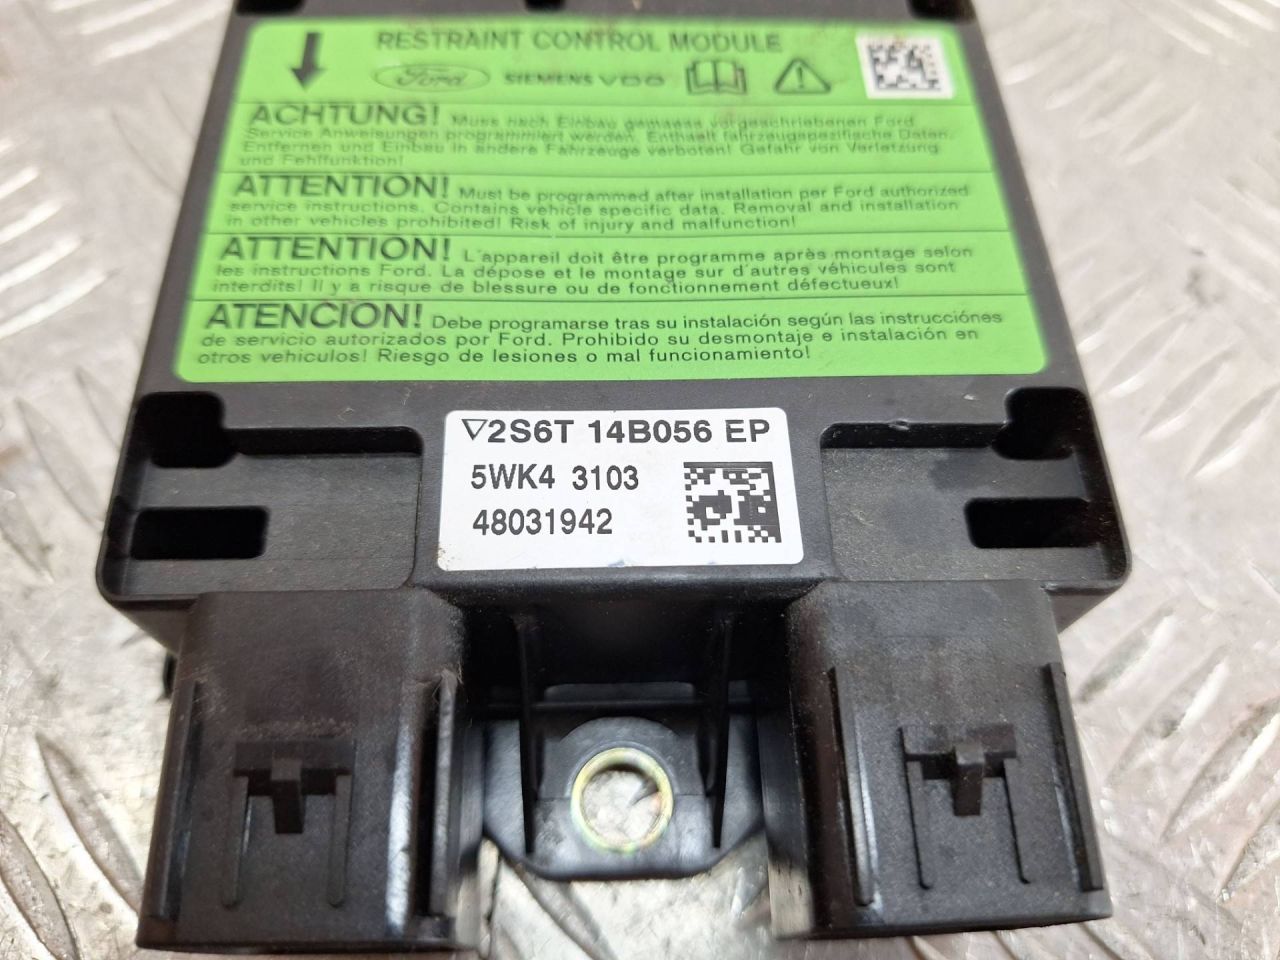 RESTRAINT CONTROL MODULE
Ford SIEMENS VDO
ACHTUNG! Muss nach Einbau gemaess vorgeschriebenen Ford
Service Anweisungen programmiert werden. Enthaelt fahrzeugspezifische Daten.
Entfernen und Einbau in andere Fahrzeuge verboten! Gefahr von Verletzung
und Fehlfunktion!
ATTENTION! Must be programmed after installation per Ford authorized
service instructions. Contains vehicle specific data. Removal and installation
in other vehicles prohibited! Risk of injury and malfunction!
ATTENTION! L'appareil doit être programme après montage selon
les instructions Ford. La dépose et le montage sur d'autres véhicules sont
interdits! Il y a risque de blessure ou de fonctionnement défectueux!
ATENCION! Debe programarse tras su instalación según las instrucciónes
de servicio autorizados por Ford. Prohibido su desmontaje e instalación en
otros vehiculos! Riesgo de lesiones o mal funcionamiento!
2S6T 14B056 EP
5WK4 3103
48031942